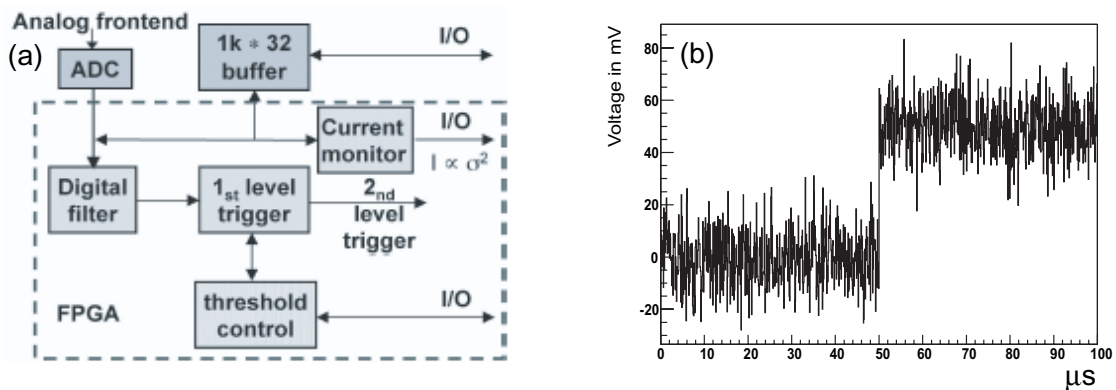 (a)
Analog frontend
ADC
1k * 32
buffer
I/O
Current
monitor
I/O
I ∝ σ²
Digital
filter
1st level
trigger
2nd
level
trigger
threshold
control
I/O
FPGA
(b)
Voltage in mV
80
60
40
20
0
-20
0 10 20 30 40 50 60 70 80 90 100
μs